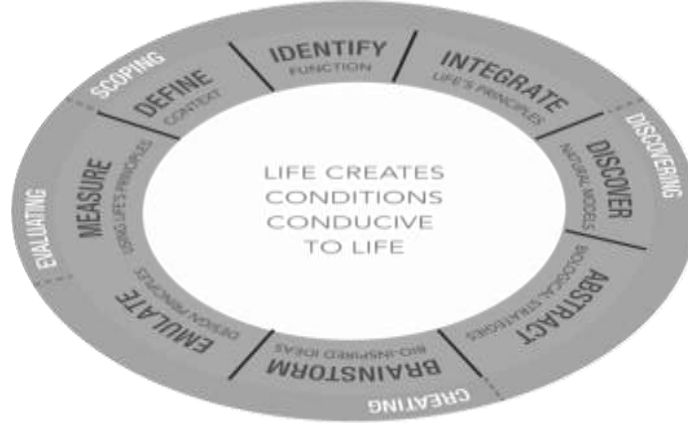 SCOPING
DEFINE
CONTEXT
IDENTIFY
FUNCTION
INTEGRATE
LIFE'S PRINCIPLES
DISCOVERING
DISCOVER
NATURAL MODELS
ABSTRACT
BIOLOGICAL STRATEGIES
CREATING
BRAINSTORM
BIO-INSPIRED IDEAS
EMULATE
DESIGN PRINCIPLES
EVALUATING
MEASURE
USING LIFE'S PRINCIPLES
LIFE CREATES
CONDITIONS
CONDUCIVE
TO LIFE